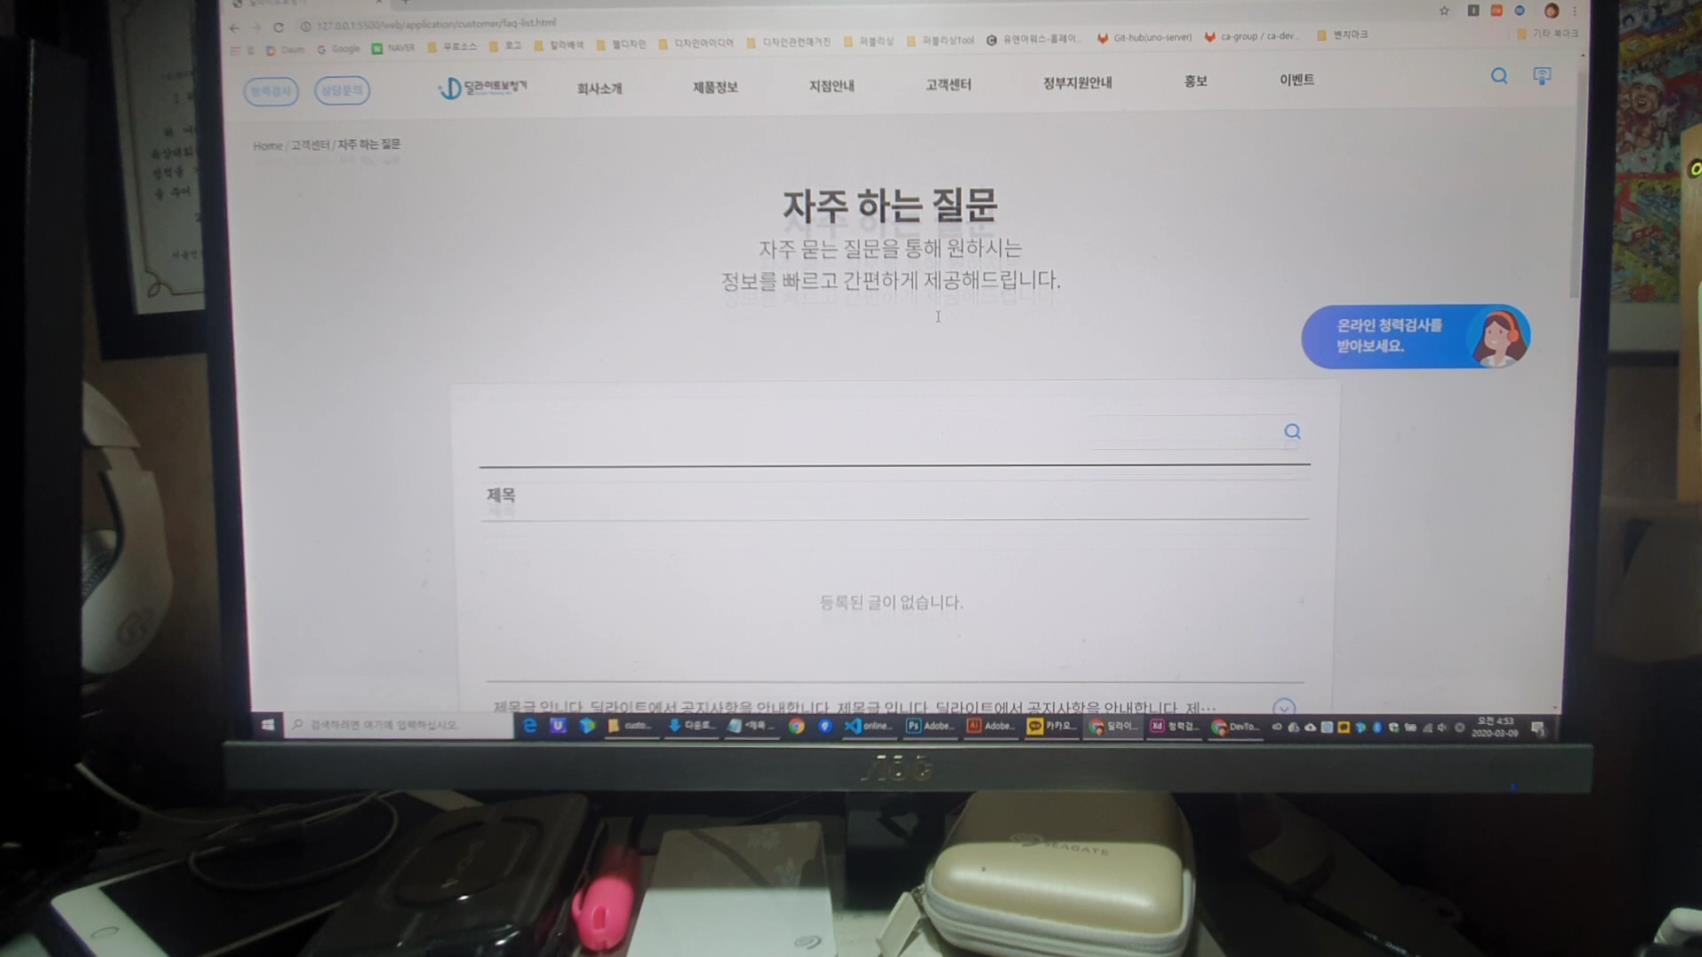 127.0.0.1:5500/web/application/customer/faq-list.html
앱 Daum Google NAVER 무료소스 로고 칼라배색 웹디자인 디자인아이디어 디자인관련매거진 퍼블리싱 퍼블리싱Tool 유앤아워스-홈페이... Git-hub(uno-server) ca-group / ca-dev... 벤치마크 기타 북마크
청력검사 상담문의 딜라이트보청기 회사소개 제품정보 지점안내 고객센터 정부지원안내 홍보 이벤트
Home / 고객센터 / 자주 하는 질문
자주 하는 질문
자주 묻는 질문을 통해 원하시는
정보를 빠르고 간편하게 제공해드립니다.
온라인 청력검사를
받아보세요.
제목
등록된 글이 없습니다.
제목글 입니다. 딜라이트에서 공지사항을 안내합니다. 제목글 입니다. 딜라이트에서 공지사항을 안내합니다. 제...
검색하려면 여기에 입력하십시오. custo... 다운로... *제목 ... online... Adobe... Adobe... 카카오... 딜라이... 청력검... DevTo... 오전 4:53
2020-03-09
AOC
SEAGATE